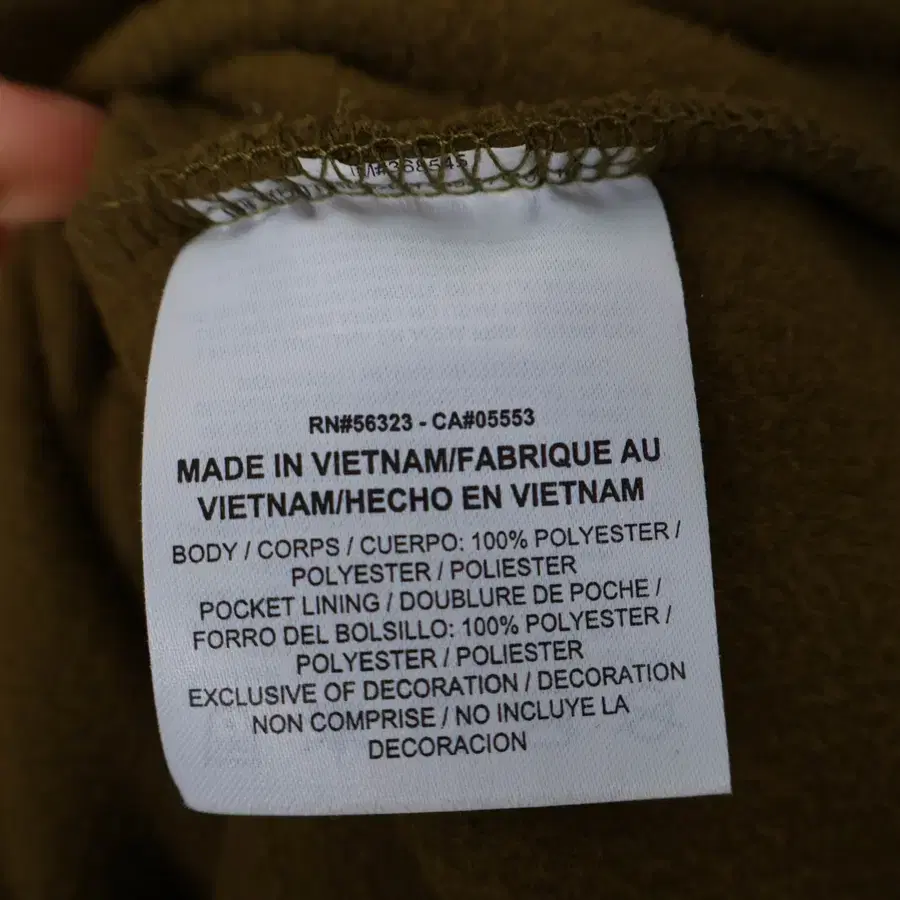 #368545
RN#56323 - CA#05553
MADE IN VIETNAM/FABRIQUE AU
VIETNAM/HECHO EN VIETNAM
BODY / CORPS / CUERPO: 100% POLYESTER /
POLYESTER / POLIESTER
POCKET LINING / DOUBLURE DE POCHE /
FORRO DEL BOLSILLO: 100% POLYESTER /
POLYESTER / POLIESTER
EXCLUSIVE OF DECORATION / DECORATION
NON COMPRISE / NO INCLUYE LA
DECORACION